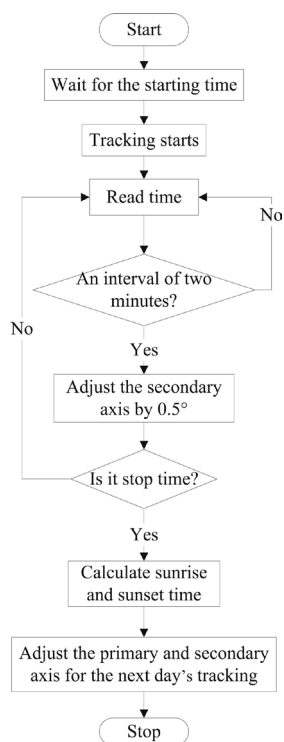 Start
Wait for the starting time
Tracking starts
Read time
No
An interval of two
minutes?
No
Yes
Adjust the secondary
axis by 0.5°
Is it stop time?
Yes
Calculate sunrise
and sunset time
Adjust the primary and secondary
axis for the next day's tracking
Stop